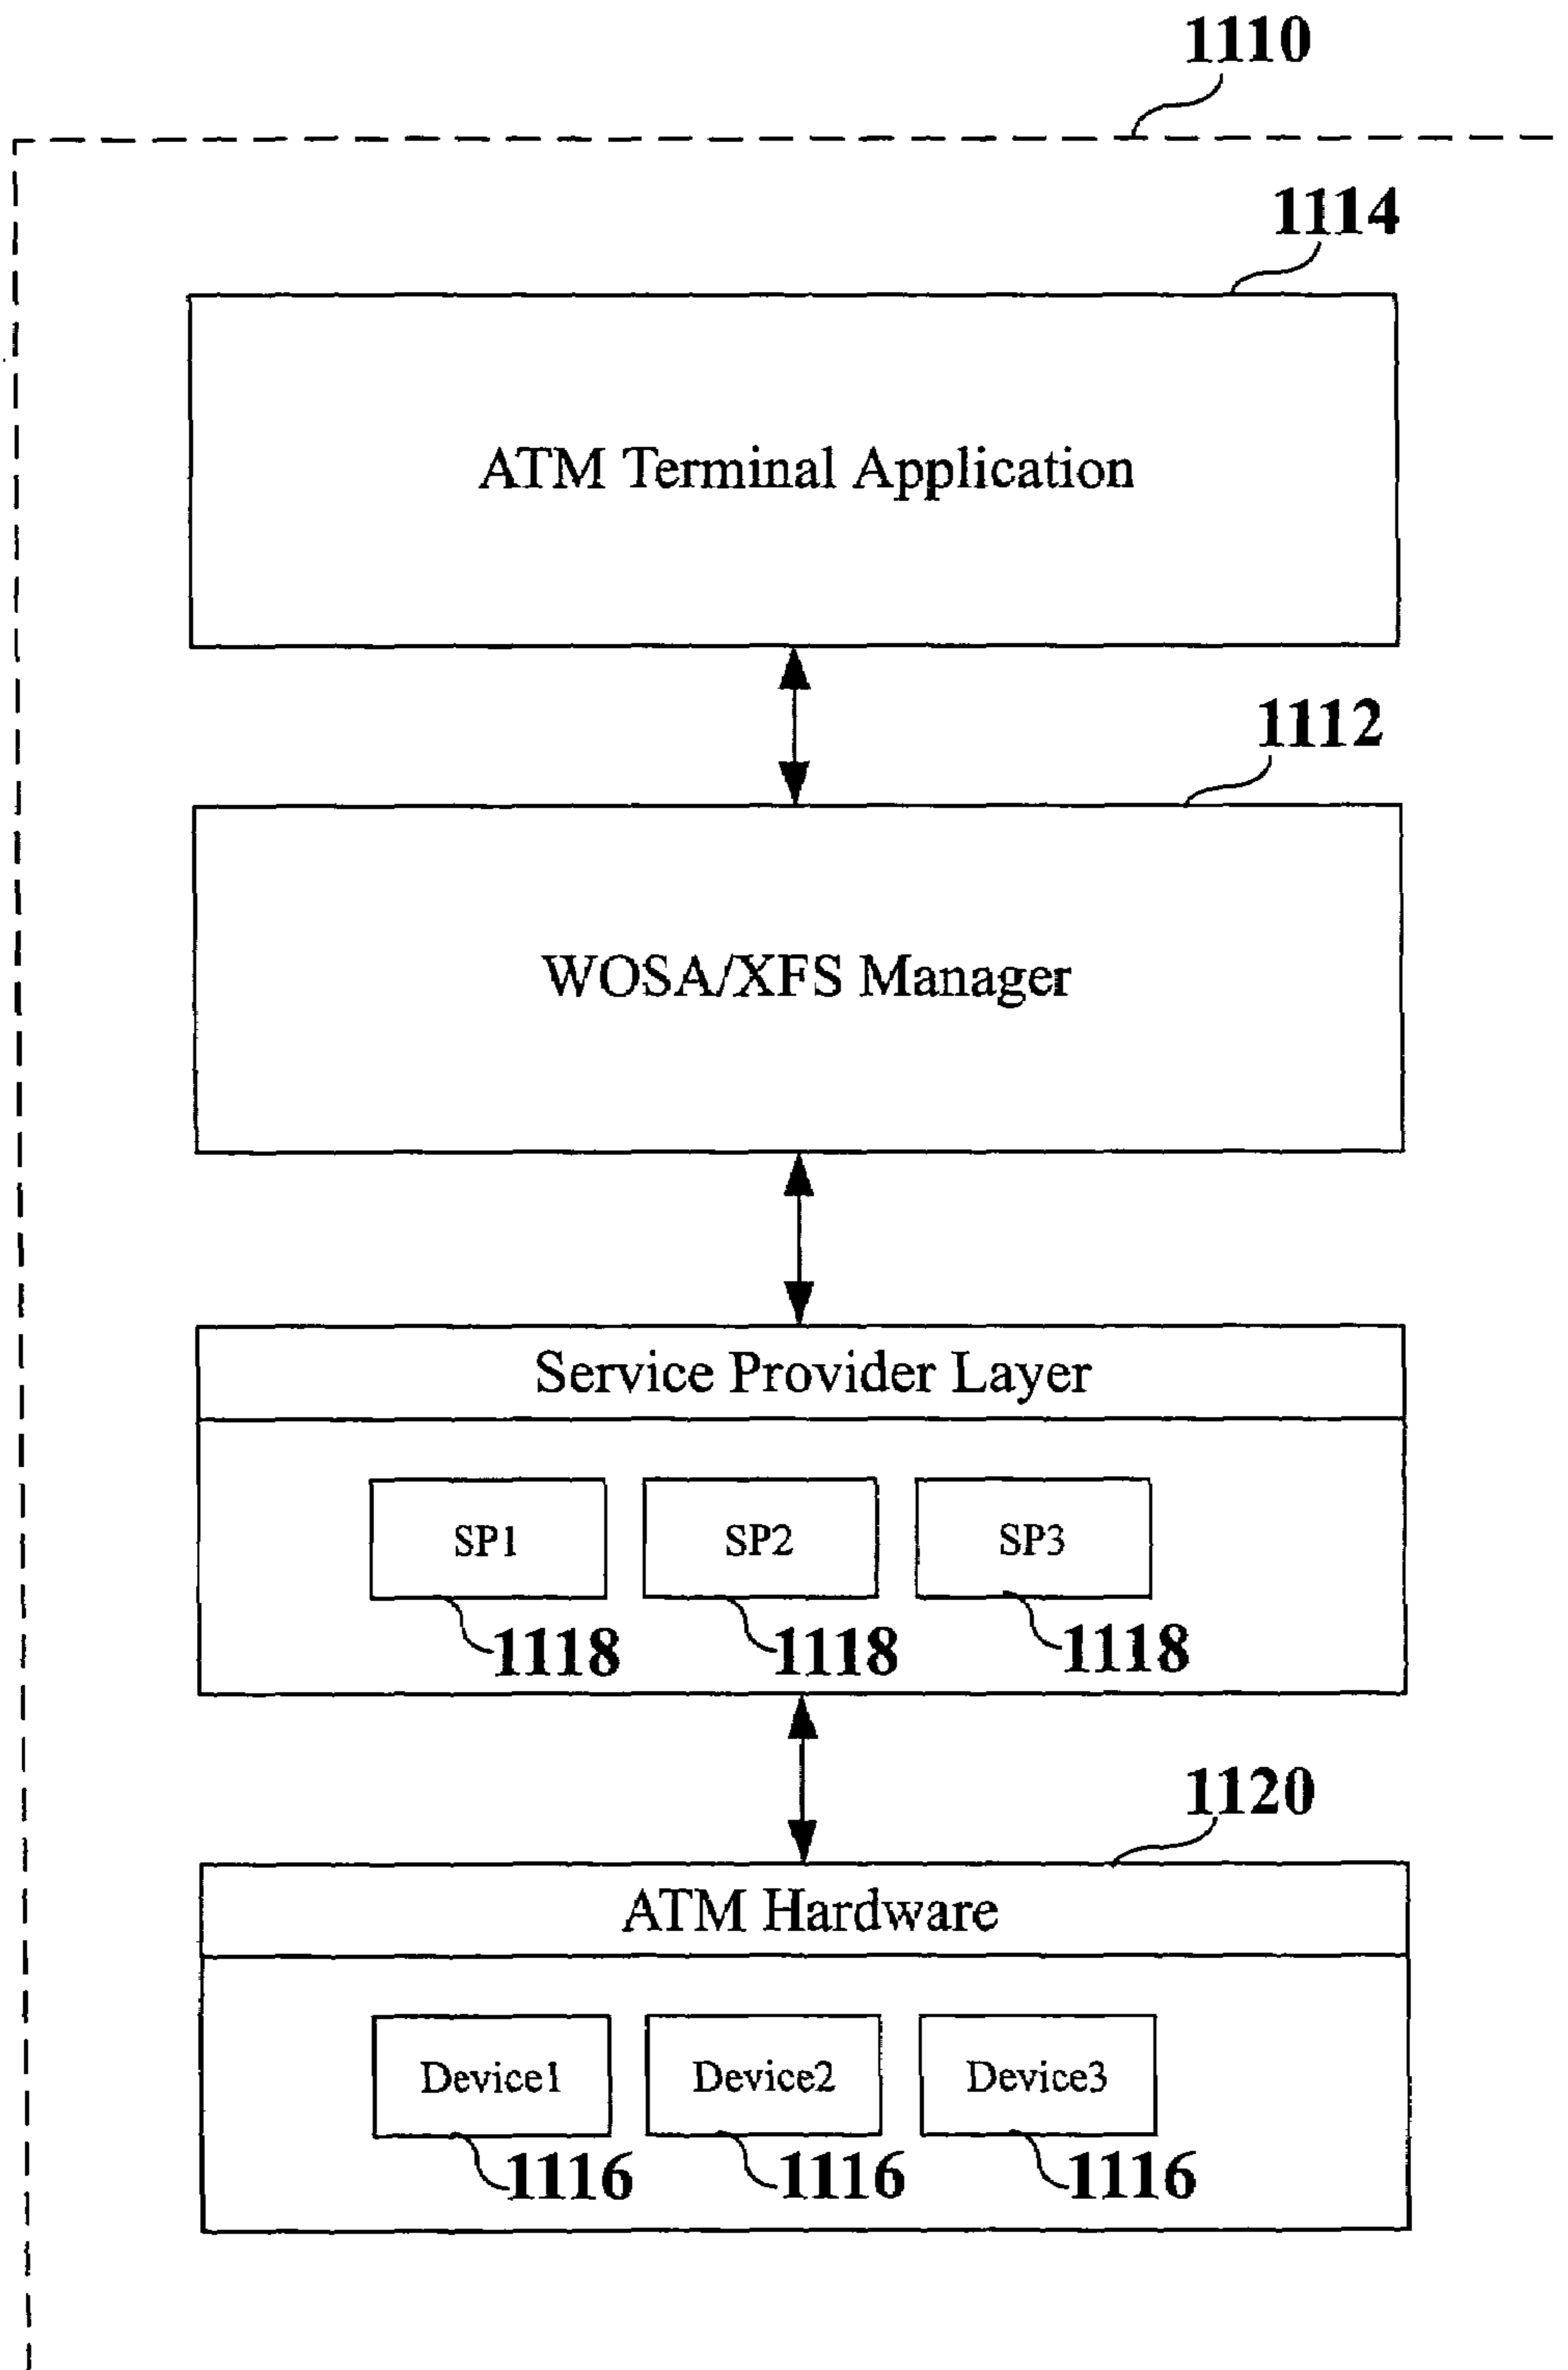 1110
1114
ATM Terminal Application
1112
WOSA/XFS Manager
Service Provider Layer
SP1 SP2 SP3
1118 1118 1118
1120
ATM Hardware
Device1 Device2 Device3
1116 1116 1116